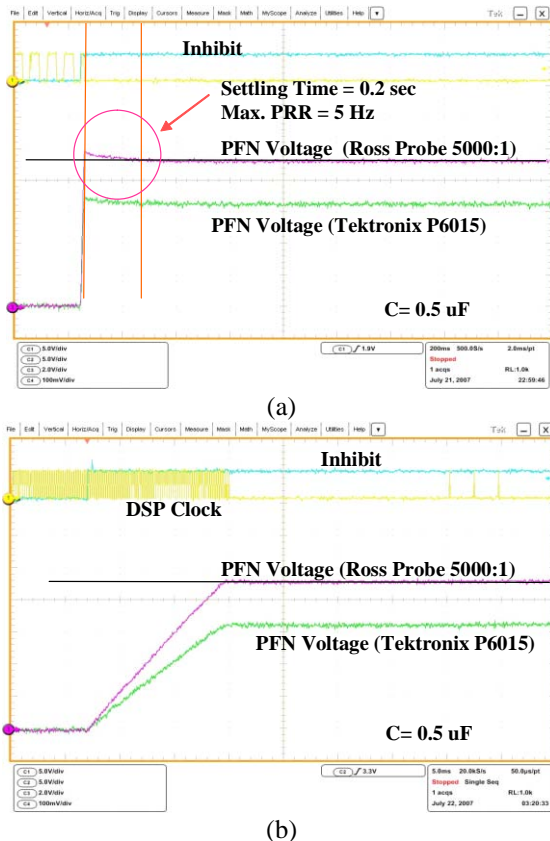 File Edit Vertical Horiz/Acq Trig Display Cursors Measure Mask Math MyScope Analyze Utilities Help Tek
Inhibit
Settling Time = 0.2 sec
Max. PRR = 5 Hz
PFN Voltage (Ross Probe 5000:1)
PFN Voltage (Tektronix P6015)
C= 0.5 uF
C1 5.0V/div
C2 5.0V/div
C3 2.0V/div
C4 100mV/div
C1 1.9V
200ms 500.0S/s 2.0ms/pt
Stopped
1 acqs RL:1.0k
July 21, 2007 22:59:46
(a)
File Edit Vertical Horiz/Acq Trig Display Cursors Measure Mask Math MyScope Analyze Utilities Help Tek
Inhibit
DSP Clock
PFN Voltage (Ross Probe 5000:1)
PFN Voltage (Tektronix P6015)
C= 0.5 uF
C1 5.0V/div
C2 5.0V/div
C3 2.0V/div
C4 100mV/div
C2 3.3V
5.0ms 20.0kS/s 50.0µs/pt
Stopped Single Seq
1 acqs RL:1.0k
July 22, 2007 03:20:33
(b)